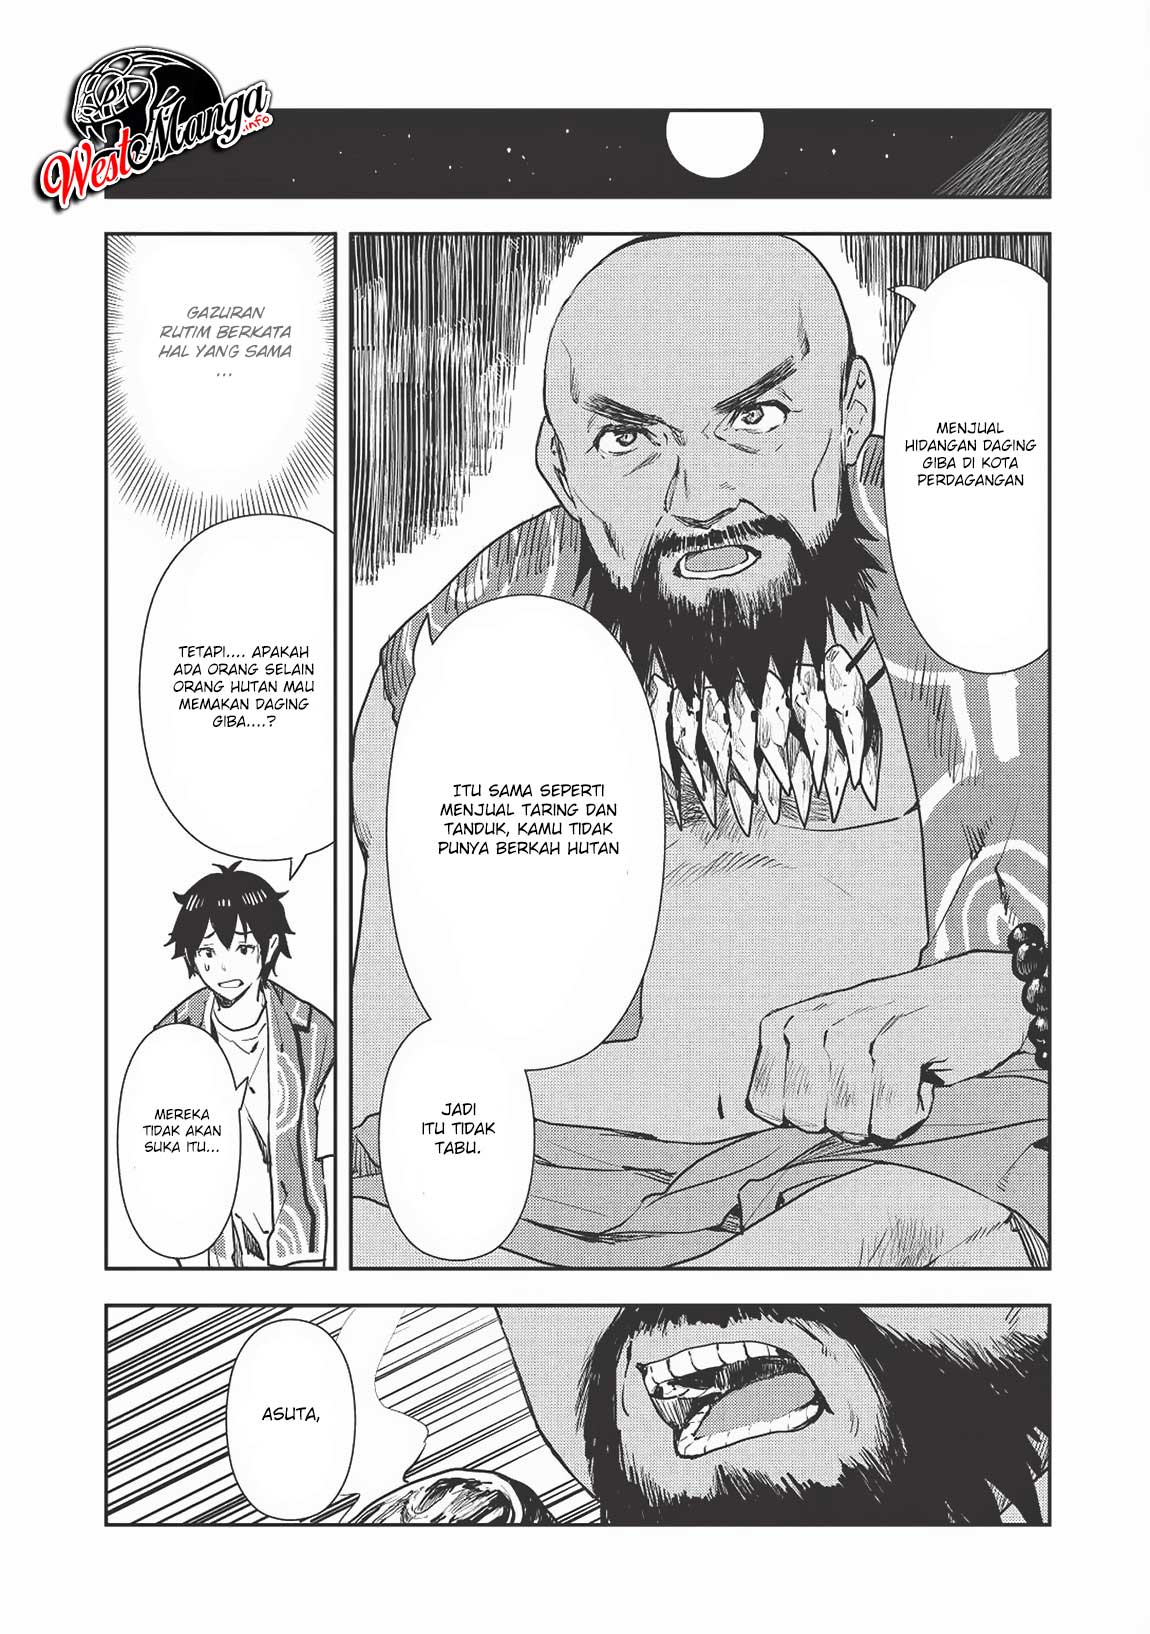 WestManga
.info
MENJUAL
HIDANGAN DAGING
GIBA DI KOTA
PERDAGANGAN
ITU SAMA SEPERTI
MENJUAL TARING DAN
TANDUK, KAMU TIDAK
PUNYA BERKAH HUTAN
JADI
ITU TIDAK
TABU.
GAZURAN
RUTIM BERKATA
HAL YANG SAMA
...
TETAPI.... APAKAH
ADA ORANG SELAIN
ORANG HUTAN MAU
MEMAKAN DAGING
GIBA....?
MEREKA
TIDAK AKAN
SUKA ITU...
ASUTA,